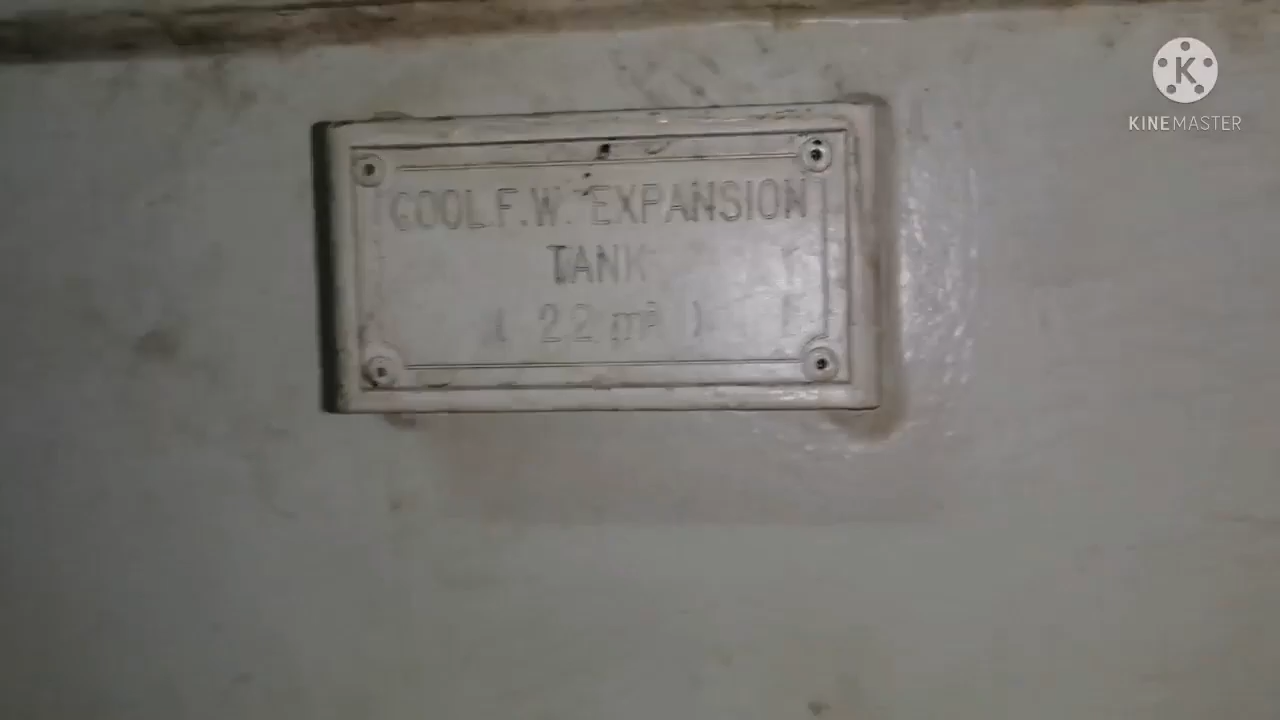 COOL.F.W. EXPANSION
TANK
( 2.2 m³ )
KINEMASTER